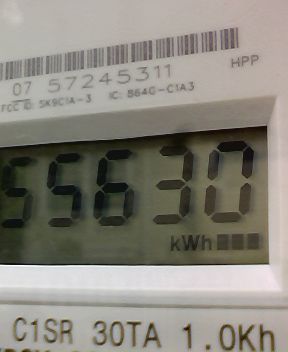 07 57245311
HPP
FCC ID: SK9C1A-3 IC: 864G-C1A3
55630
kWh
C1SR 30TA 1.0Kh